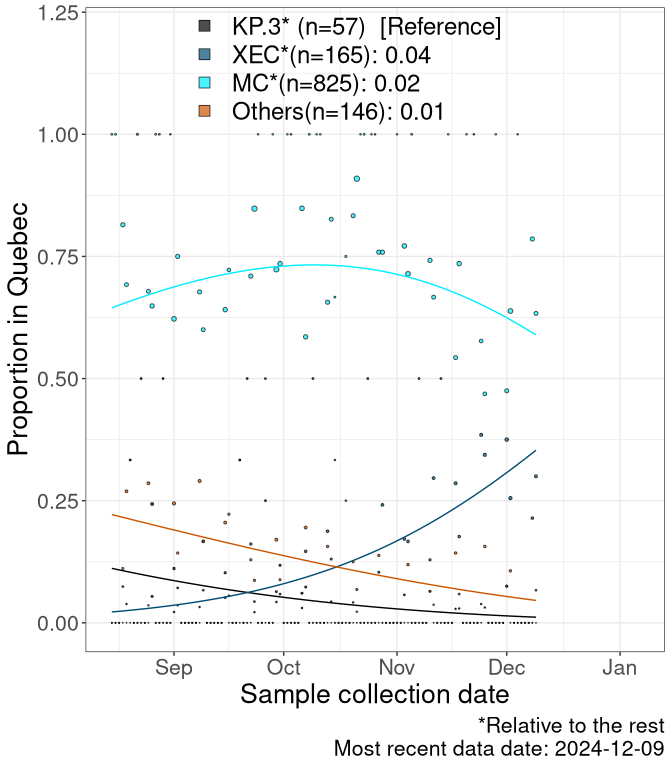 1.25
KP.3* (n=57)  [Reference]
XEC*(n=165): 0.04
MC*(n=825): 0.02
Others(n=146): 0.01
1.00
0.75
0.50
0.25
0.00
Proportion in Quebec
Sep Oct Nov Dec Jan
Sample collection date
*Relative to the rest
Most recent data date: 2024-12-09